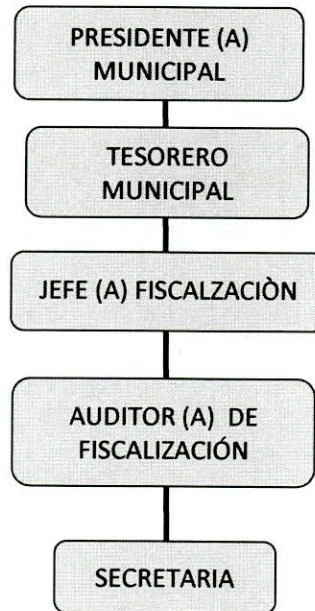 PRESIDENTE (A)
MUNICIPAL
TESORERO
MUNICIPAL
JEFE (A) FISCALZACIÒN
AUDITOR (A) DE
FISCALIZACIÓN
SECRETARIA